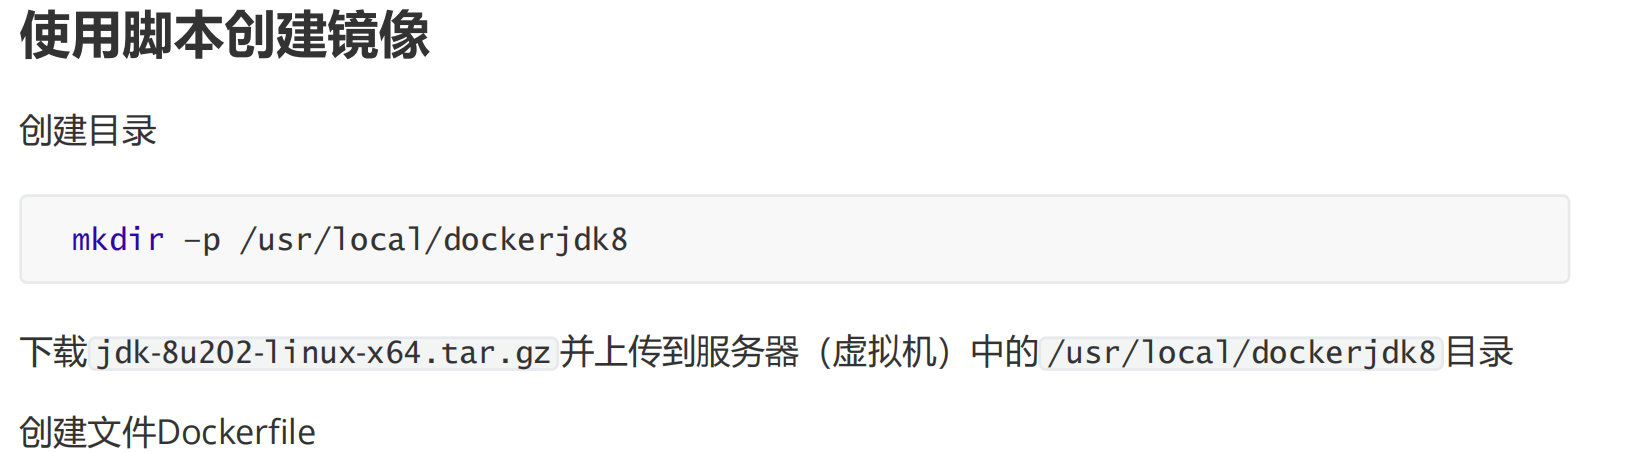 使用脚本创建镜像
创建目录
mkdir -p /usr/local/dockerjdk8
下载jdk-8u202-linux-x64.tar.gz并上传到服务器（虚拟机）中的/usr/local/dockerjdk8目录
创建文件Dockerfile